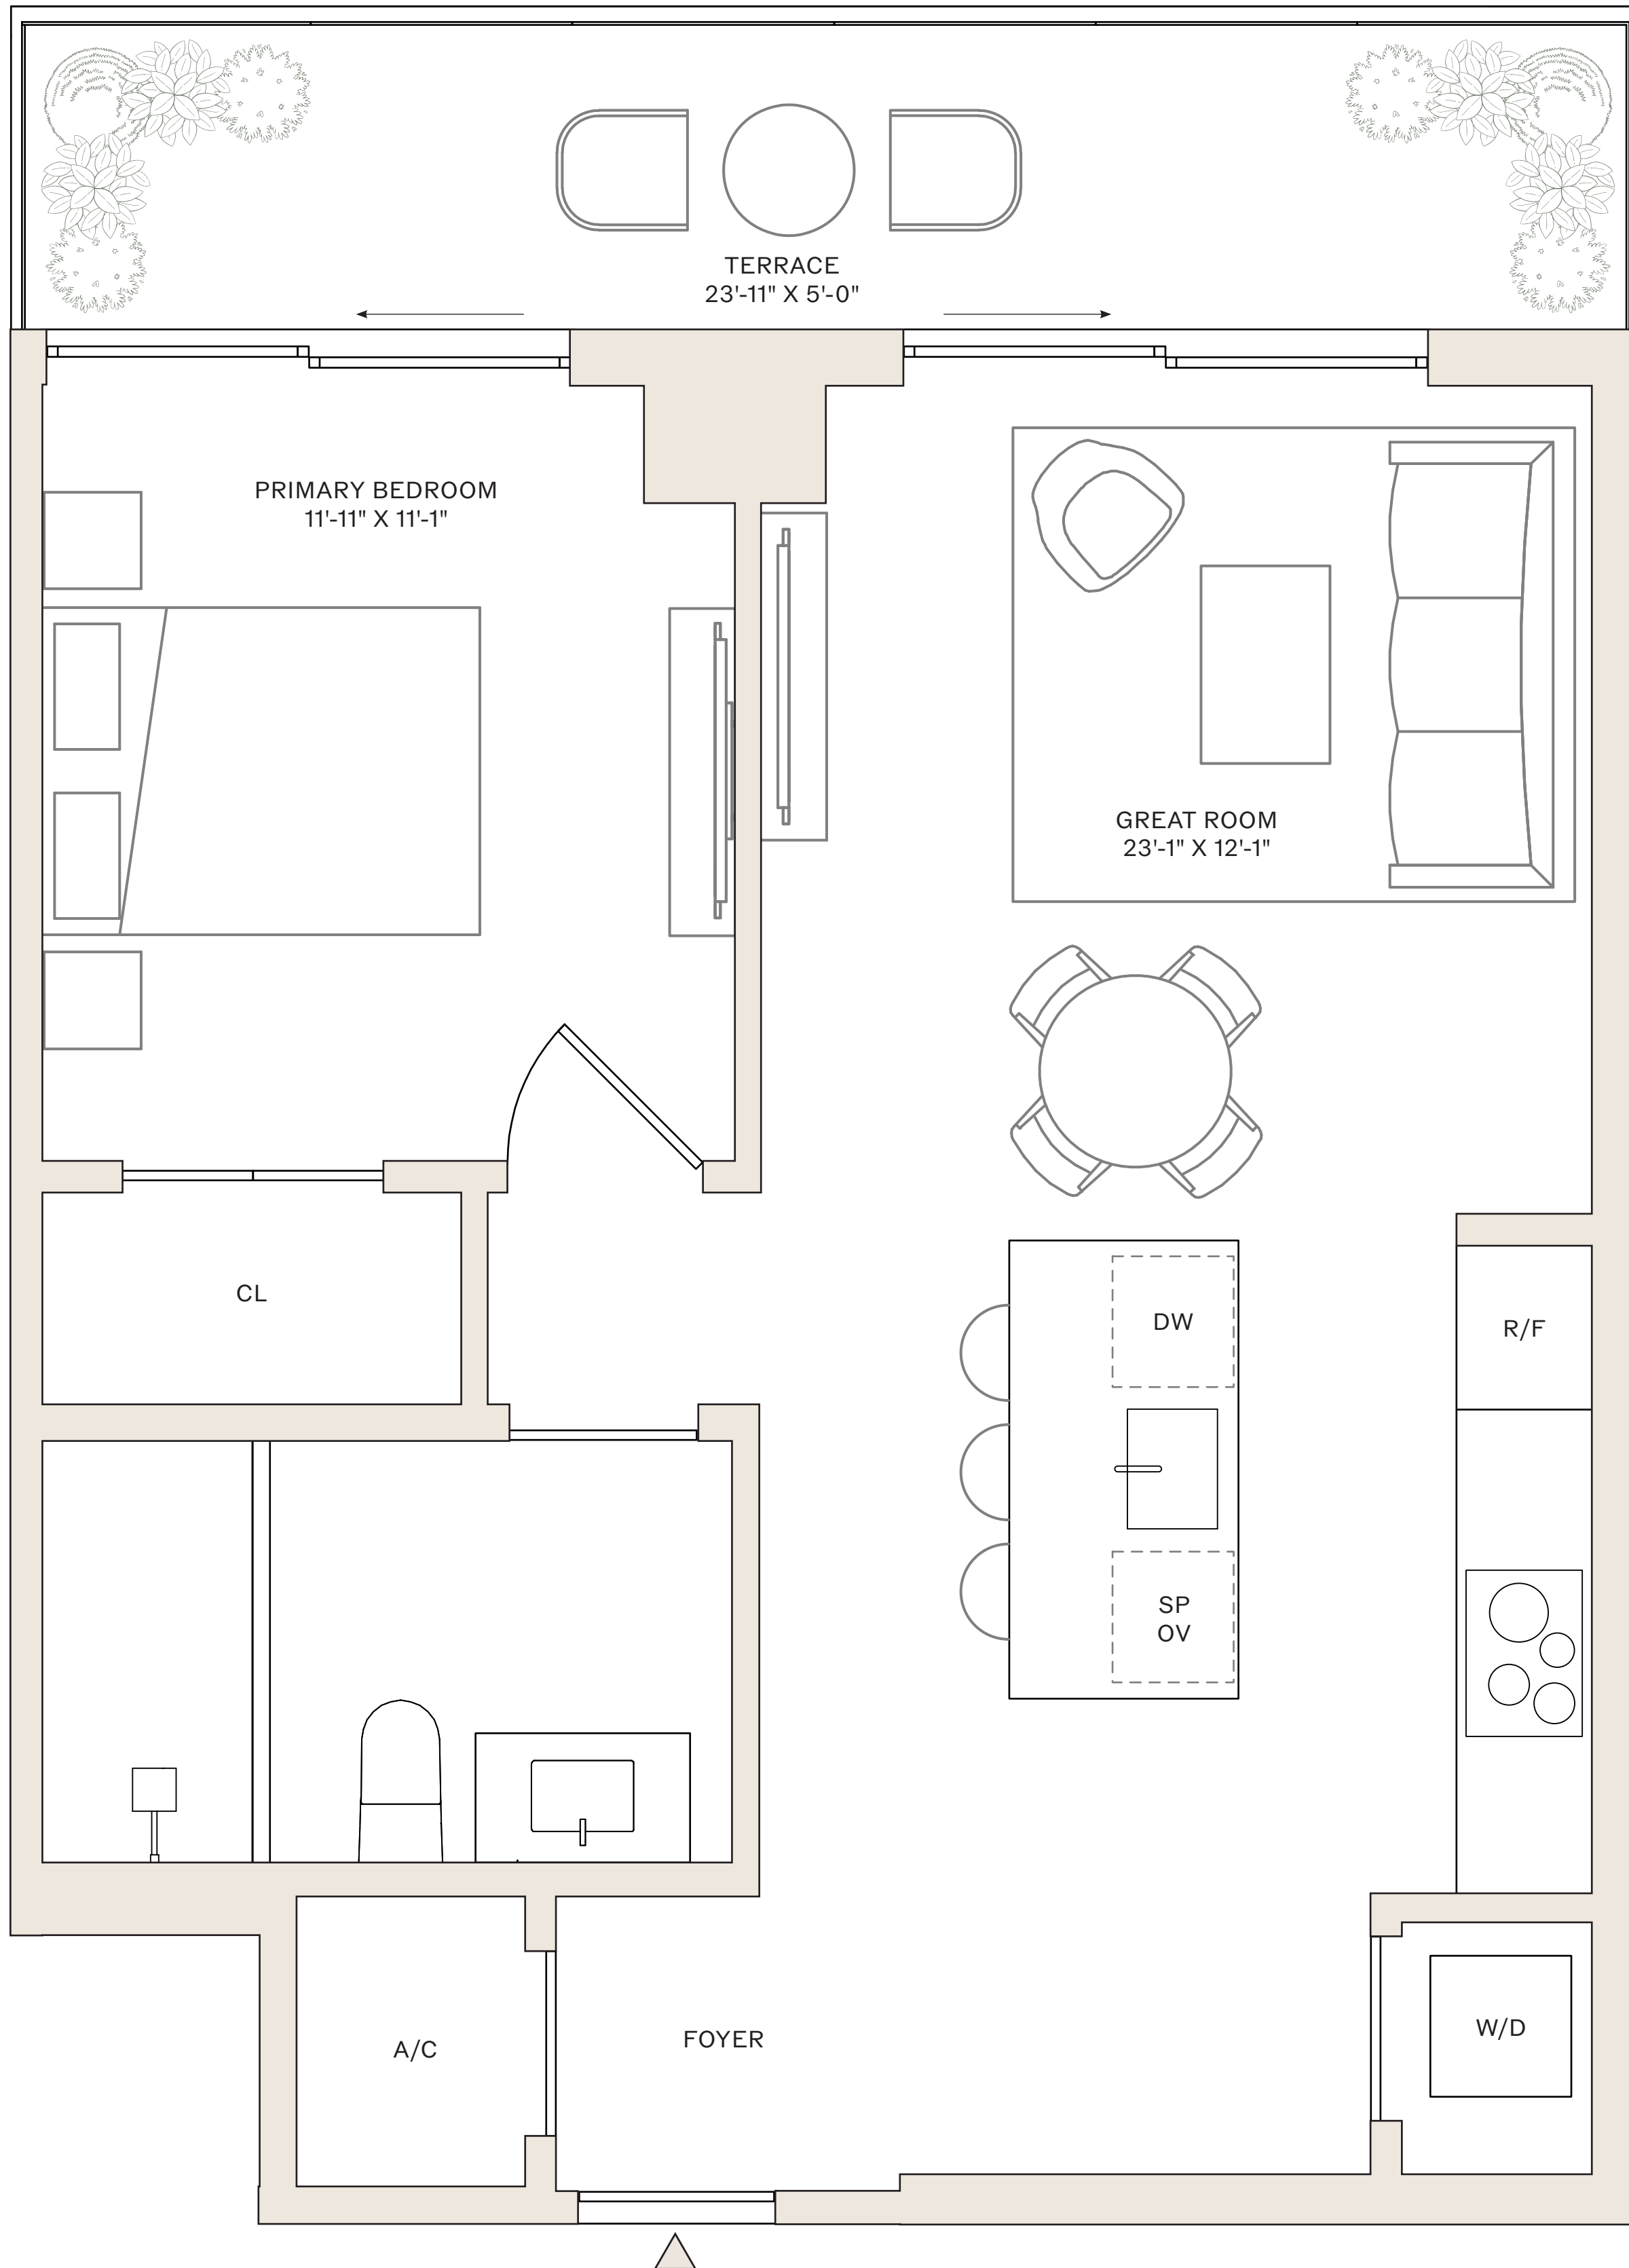 TERRACE
23'-11" X 5'-0"
PRIMARY BEDROOM
11'-11" X 11'-1"
GREAT ROOM
23'-1" X 12'-1"
CL
DW
R/F
SP
OV
A/C
FOYER
W/D